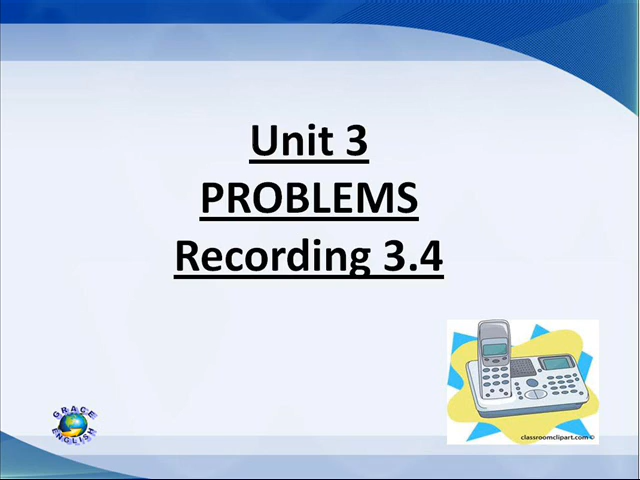 Unit 3
PROBLEMS
Recording 3.4
GRACE
ENGLISH
classroomclipart.com ©